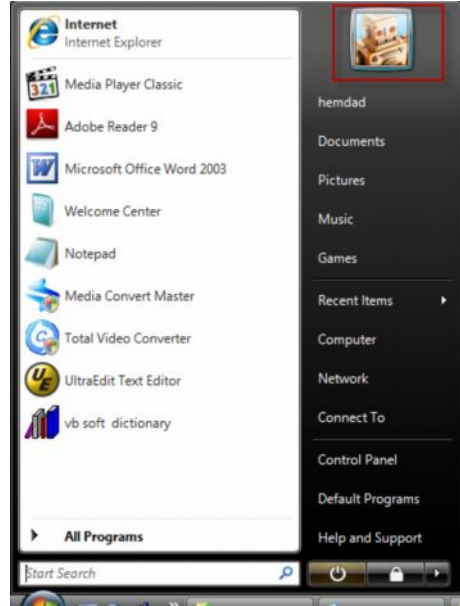 Internet
Internet Explorer
321
Media Player Classic
Adobe Reader 9
W
Microsoft Office Word 2003
Welcome Center
Notepad
Media Convert Master
Total Video Converter
UE
UltraEdit Text Editor
vb soft dictionary
All Programs
Start Search
hemdad
Documents
Pictures
Music
Games
Recent Items
Computer
Network
Connect To
Control Panel
Default Programs
Help and Support